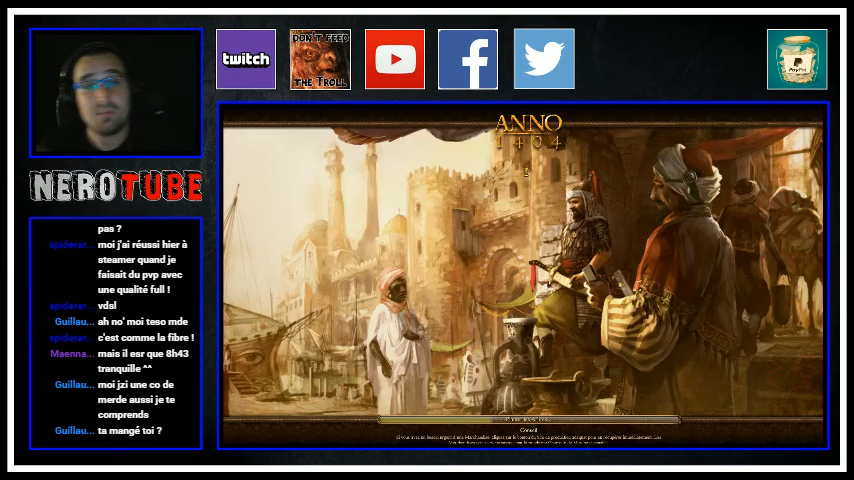 twitch
DON'T FEED
THE TROLL
PayPal
NEROTUBE
ANNO
1404
pas ?
spiderar... moi j'ai réussi hier à
steamer quand je
faisait du pvp avec
une qualité full !
spiderar... vdsl
Guillau... ah no' moi teso mde
spiderar... c'est comme la fibre !
Maenna... mais il esr que 8h43
tranquille ^^
Guillau... moi jzi une co de
merde aussi je te
comprends
Guillau... ta mangé toi ?
Conseil